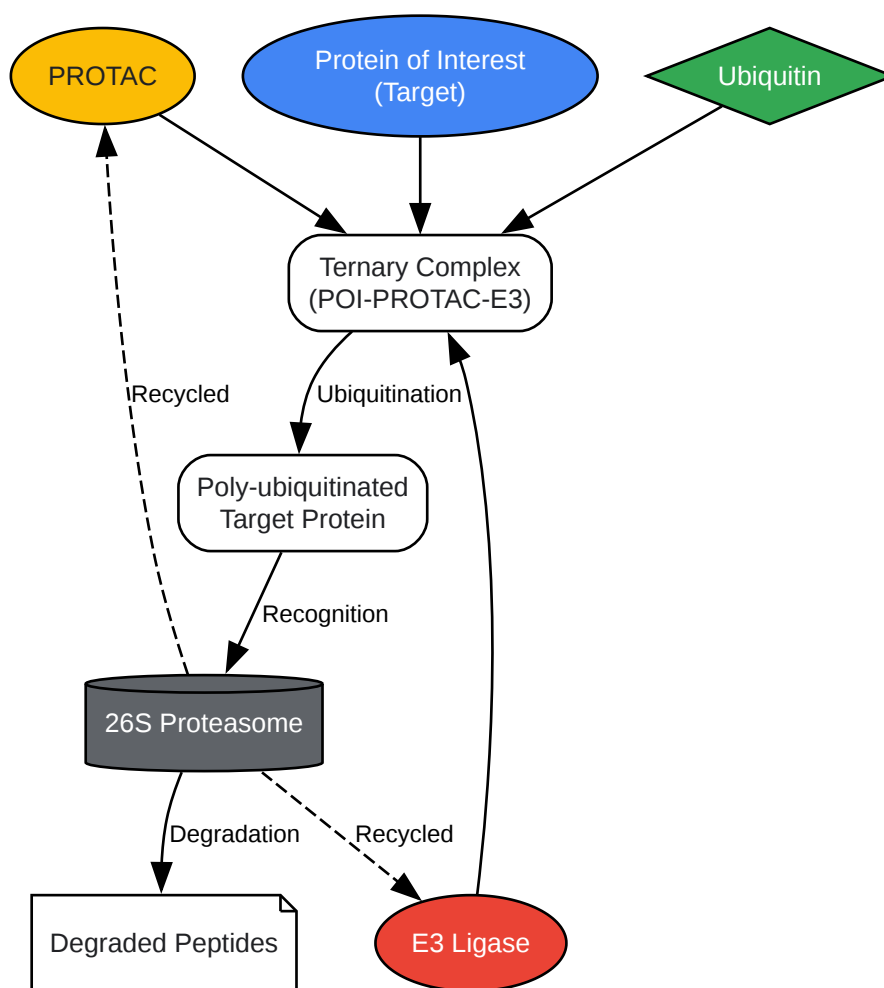 PROTAC
Protein of Interest
(Target)
Ubiquitin
Ternary Complex
(POI-PROTAC-E3)
Recycled
Ubiquitination
Poly-ubiquitinated
Target Protein
Recognition
26S Proteasome
Degradation
Recycled
Degraded Peptides
E3 Ligase